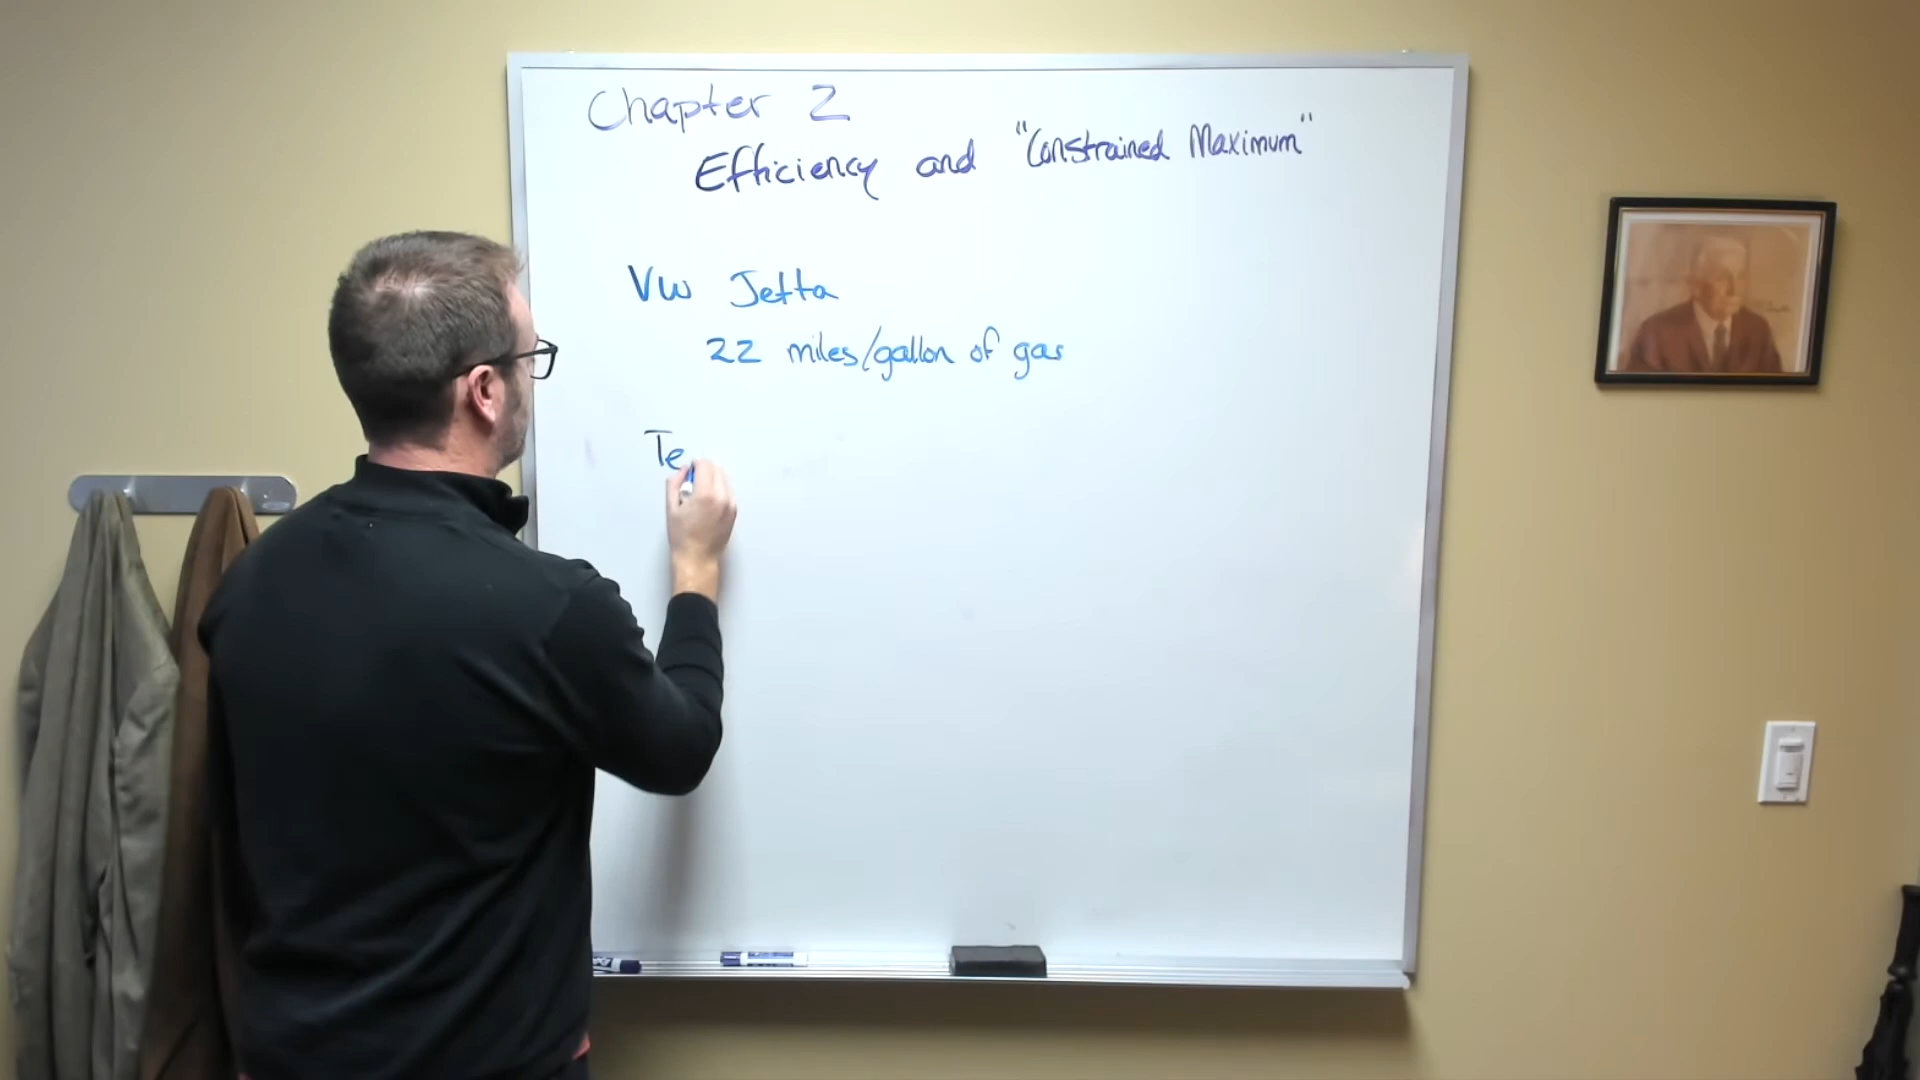 Chapter 2
Efficiency and "Constrained Maximum"
VW Jetta
22 miles/gallon of gas
Te